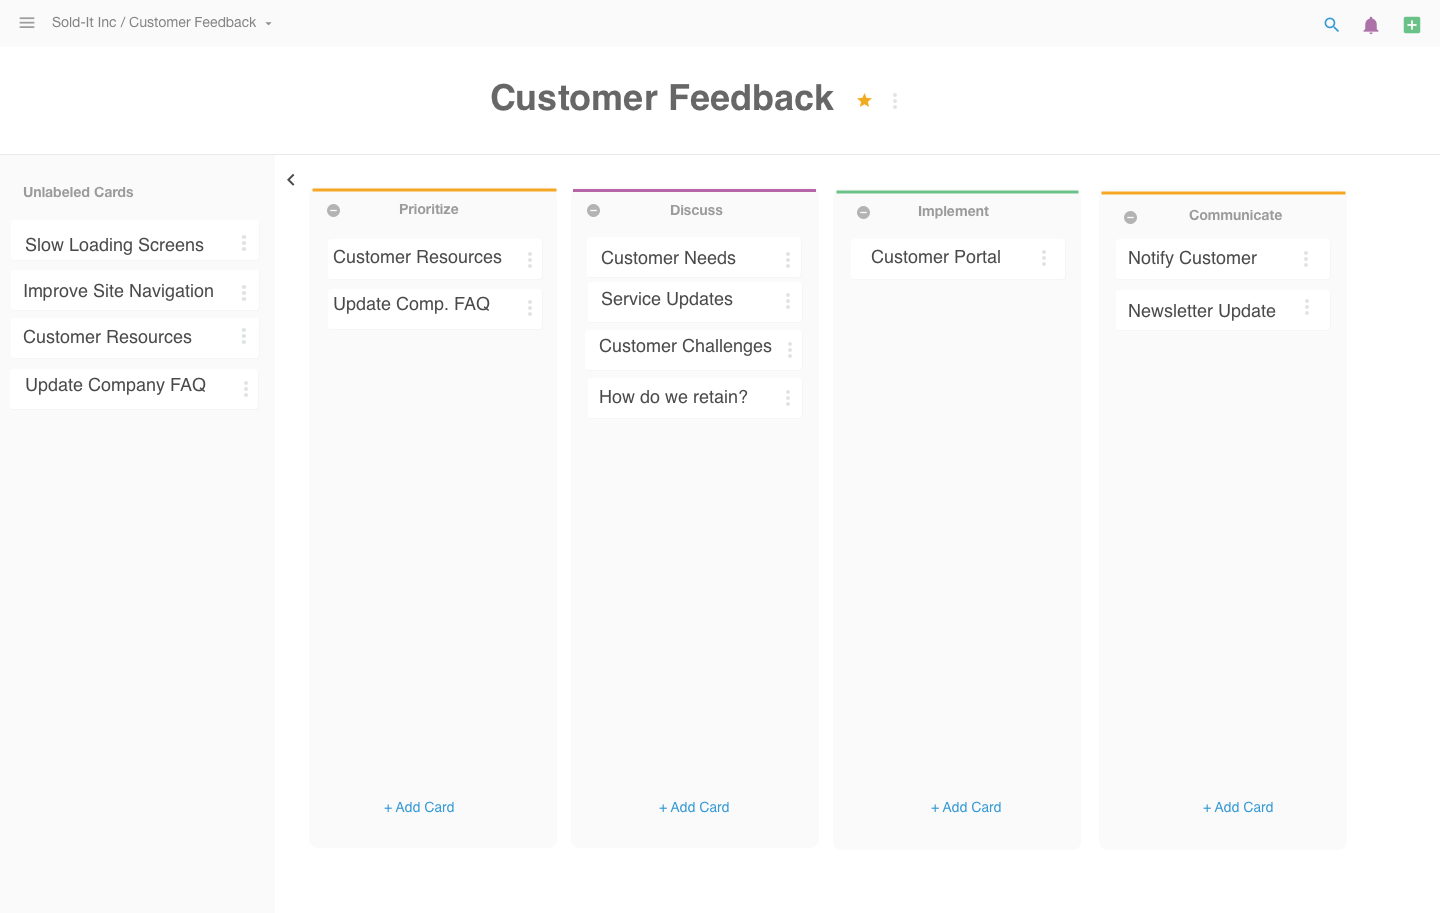 Sold-It Inc / Customer Feedback
Customer Feedback
Unlabeled Cards
Slow Loading Screens
Improve Site Navigation
Customer Resources
Update Company FAQ
Prioritize
Customer Resources
Update Comp. FAQ
+ Add Card
Discuss
Customer Needs
Service Updates
Customer Challenges
How do we retain?
+ Add Card
Implement
Customer Portal
+ Add Card
Communicate
Notify Customer
Newsletter Update
+ Add Card